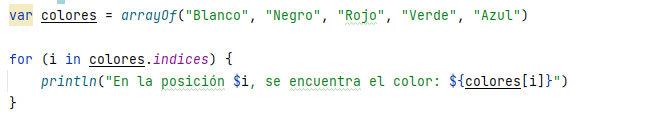 var colores = arrayOf("Blanco", "Negro", "Rojo", "Verde", "Azul")
for (i in colores.indices) {
println("En la posición $i, se encuentra el color: ${colores[i]}")
}